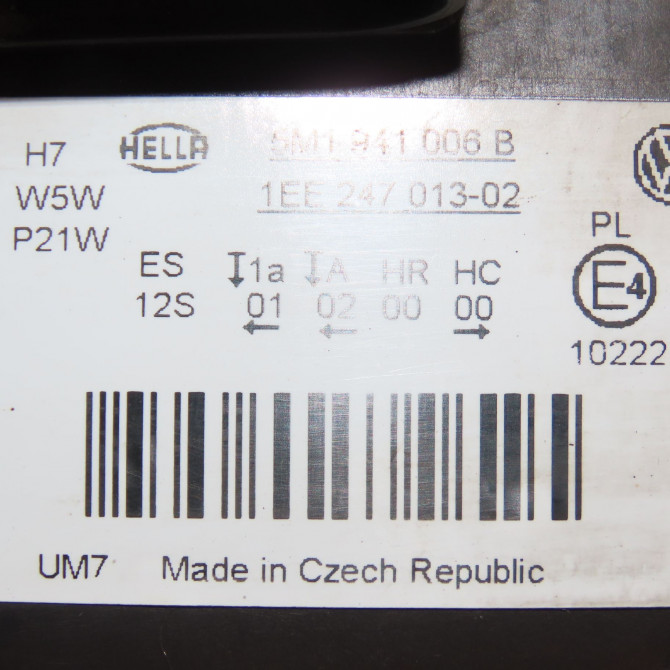 H7 HELLA 5M1 941 006 B
W5W 1EE 247 013-02
P21W PL
ES 1a A HR HC E4
12S 01 02 00 00
10222
UM7 Made in Czech Republic